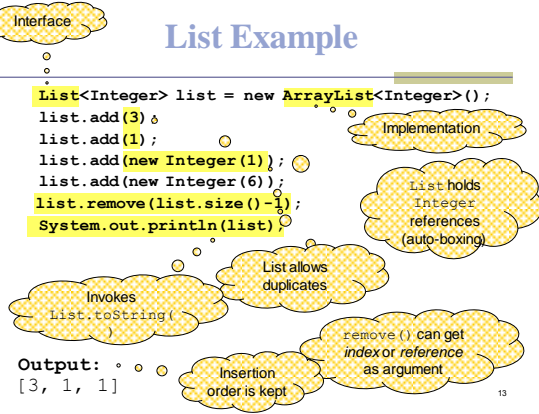 Interface
List Example
List<Integer> list = new ArrayList<Integer>();
list.add(3);
list.add(1);
list.add(new Integer(1));
list.add(new Integer(6));
list.remove(list.size()-1);
System.out.println(list);
Implementation
List holds
Integer
references
(auto-boxing)
List allows
duplicates
Invokes
List.toString(
)
remove() can get
index or reference
as argument
Output:
[3, 1, 1]
Insertion
order is kept
13